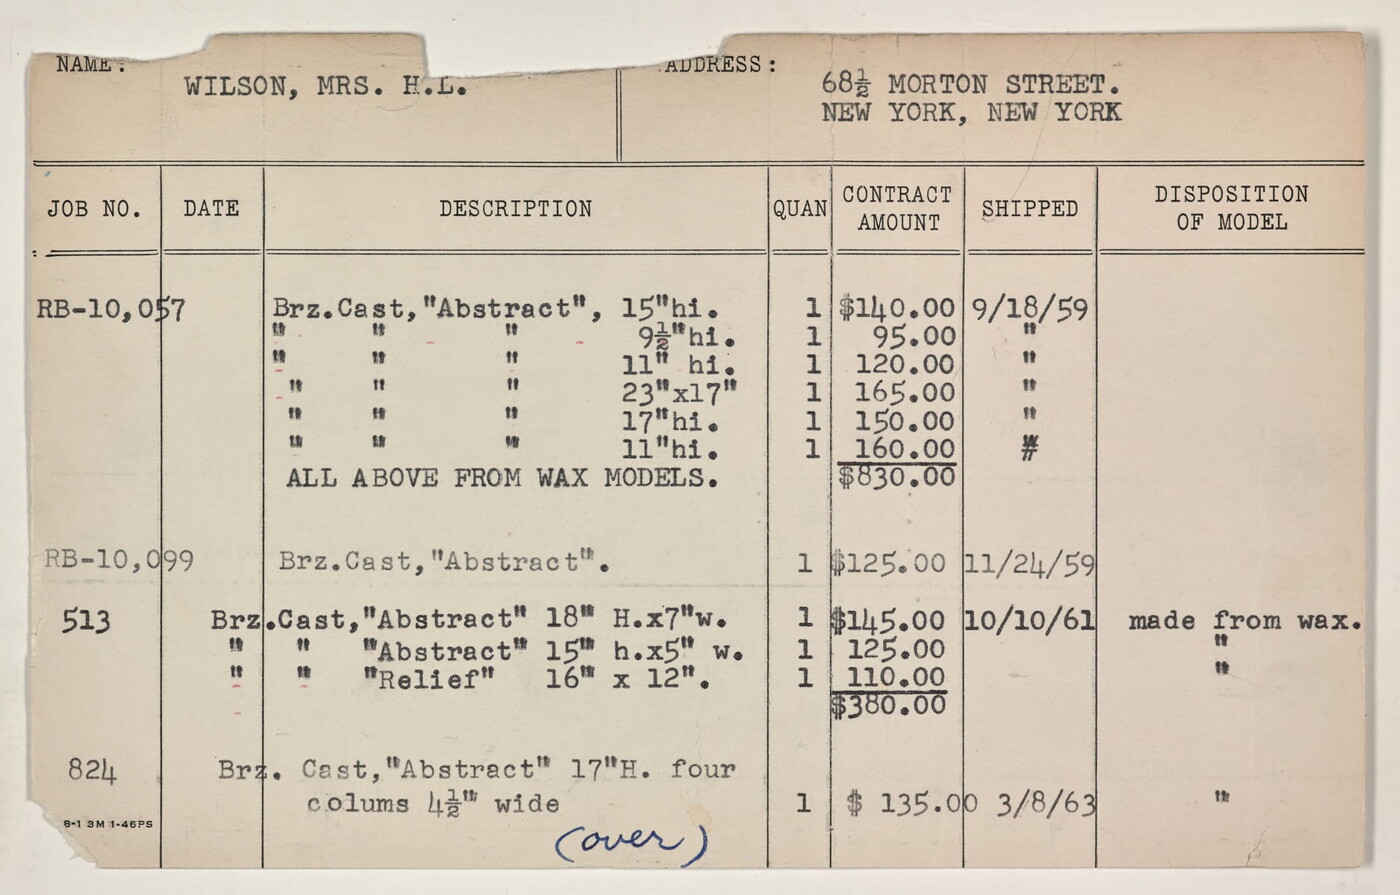 NAME: ADDRESS:
WILSON, MRS. H.L. 68½ MORTON STREET.
NEW YORK, NEW YORK
JOB NO. DATE DESCRIPTION QUAN CONTRACT AMOUNT SHIPPED DISPOSITION OF MODEL
RB-10,057 Brz.Cast,"Abstract", 15"hi. 1 $140.00 9/18/59
" " " 9½"hi. 1 95.00 "
" " " 11" hi. 1 120.00 "
" " " 23"x17" 1 165.00 "
" " " 17"hi. 1 150.00 "
" " " 11"hi. 1 160.00 #
ALL ABOVE FROM WAX MODELS. $830.00
RB-10,099 Brz.Cast,"Abstract". 1 $125.00 11/24/59
513 Brz.Cast,"Abstract" 18" H.x7"w. 1 $145.00 10/10/61 made from wax.
" " "Abstract" 15" h.x5" w. 1 125.00 "
" " "Relief" 16" x 12". 1 110.00 "
$380.00
824 Brz. Cast,"Abstract" 17"H. four
colums 4½" wide 1 $ 135.00 3/8/63 "
6-1 3M 1-46PS
(over)